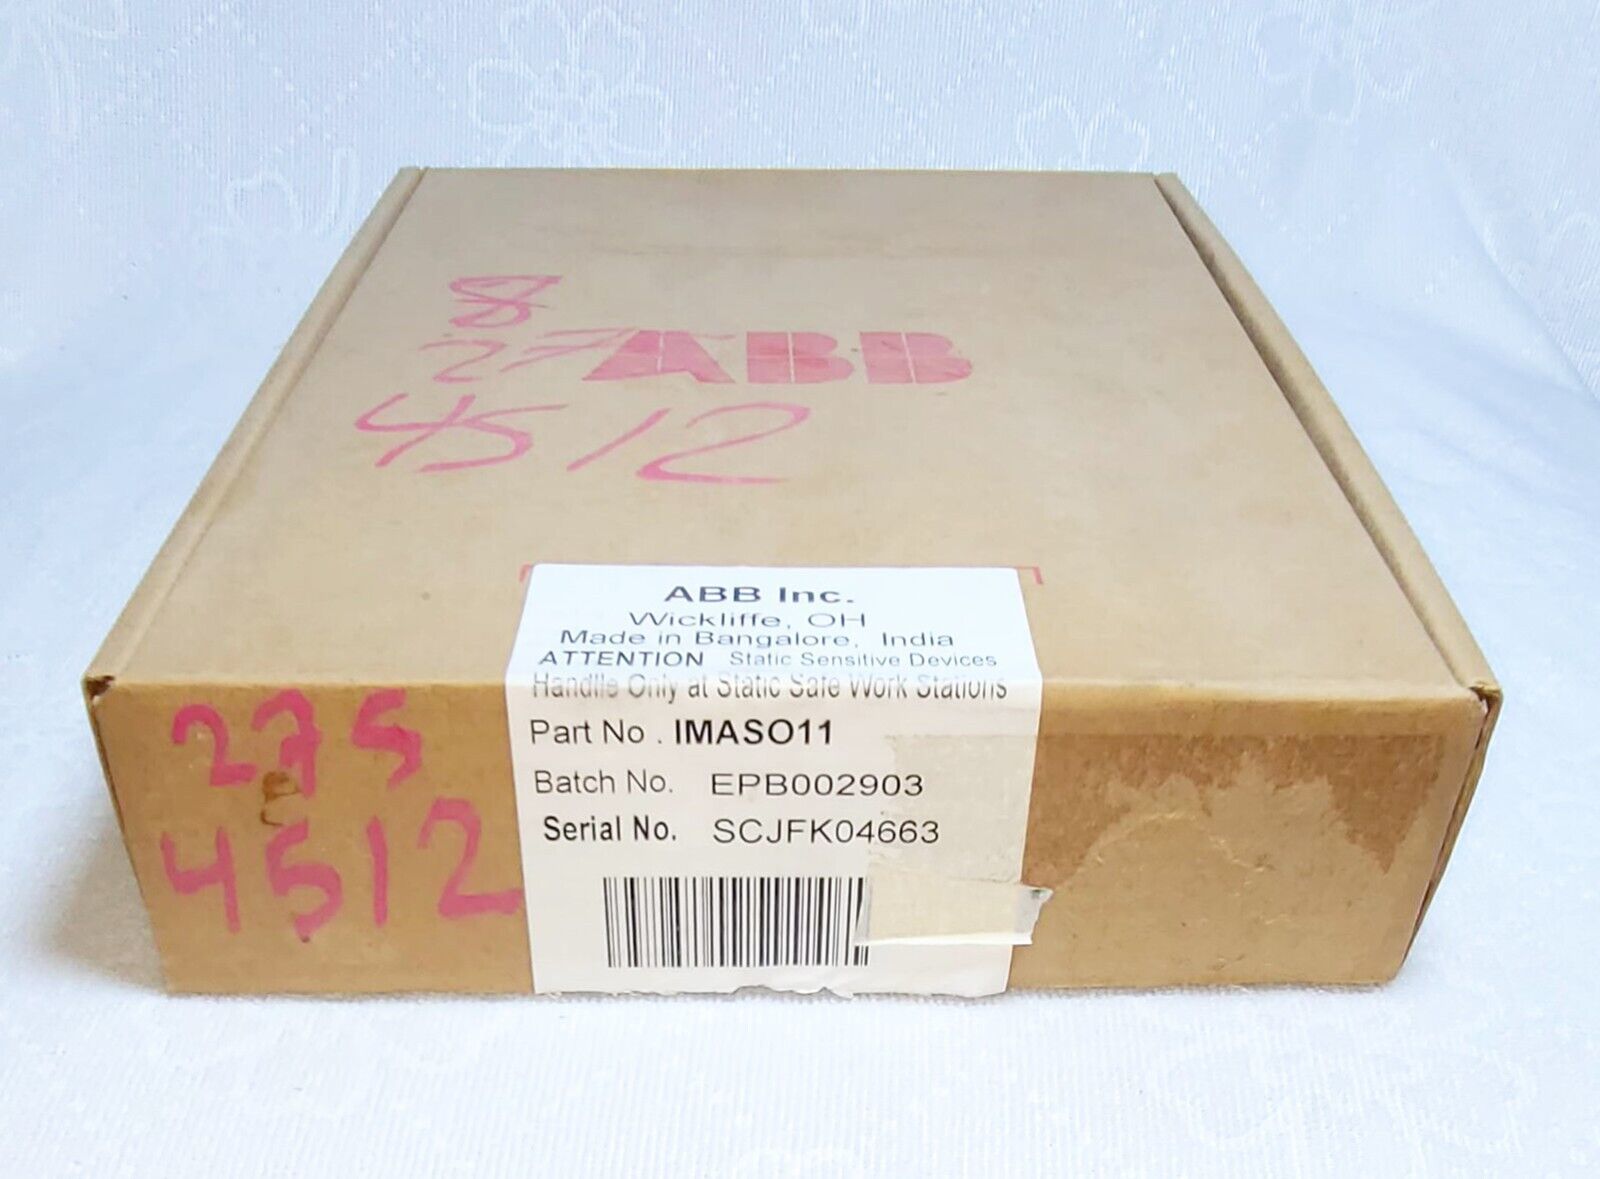 8
27 ABB
4512
ABB Inc.
Wickliffe, OH
Made in Bangalore, India
ATTENTION Static Sensitive Devices
Handlle Only at Static Safe Work Stations
Part No . IMASO11
Batch No. EPB002903
Serial No. SCJFK04663
275
4512